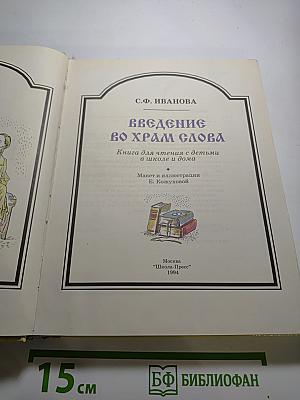 С.Ф. ИВАНОВА
ВВЕДЕНИЕ
ВО ХРАМ СЛОВА
Книга для чтения с детьми
в школе и дома
Макет и иллюстрации
Е. Кожуховой
Москва
"Школа-Пресс"
1994
15 см
БФ БИБЛИОФАН